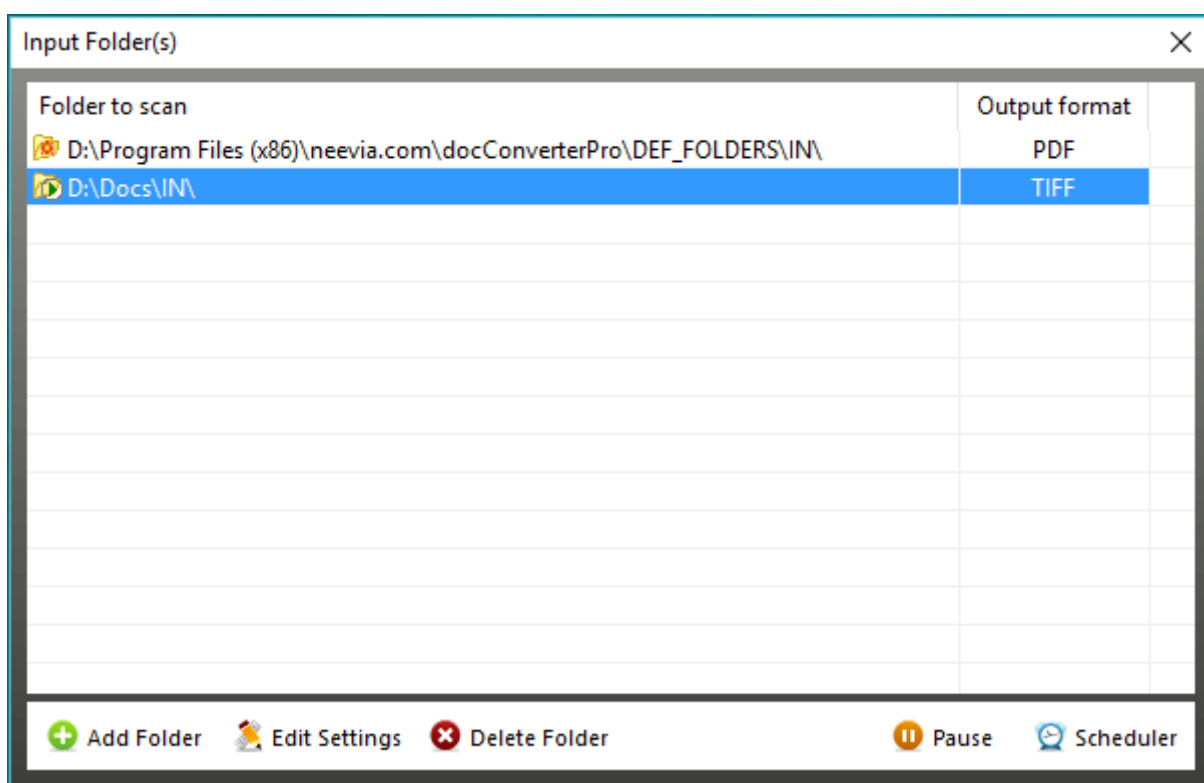 Input Folder(s)
Folder to scan Output format
D:\Program Files (x86)\neevia.com\docConverterPro\DEF_FOLDERS\IN\ PDF
D:\Docs\IN\ TIFF
Add Folder Edit Settings Delete Folder Pause Scheduler